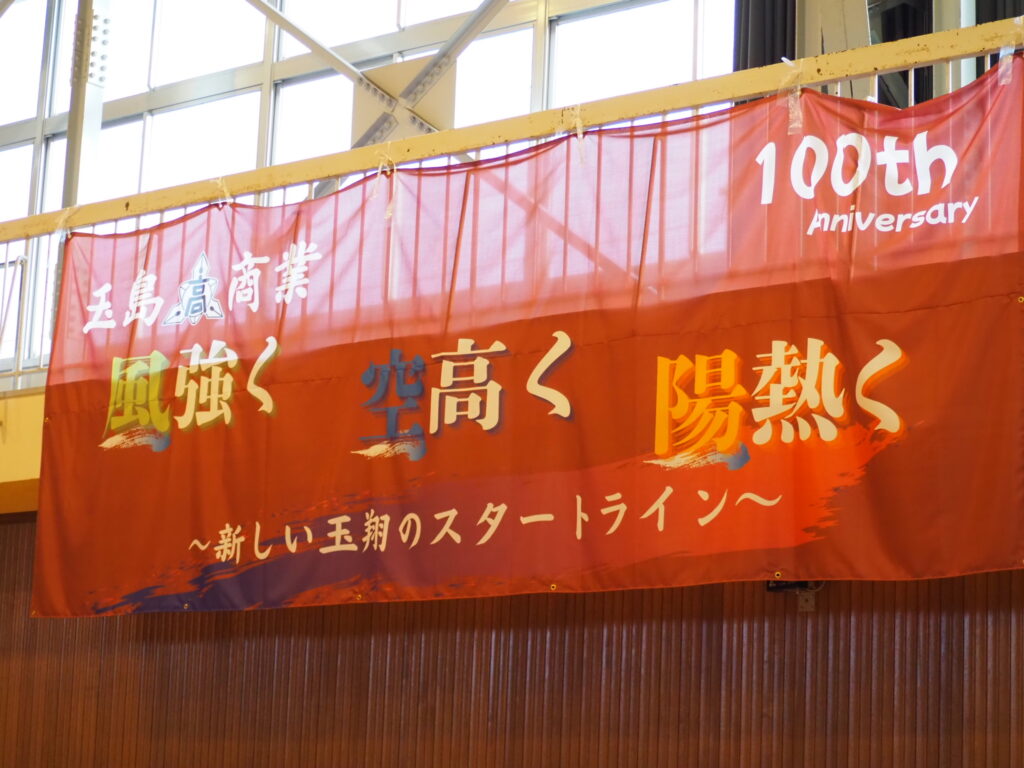 100th
Anniversary
玉島高商業
風強く 空高く 陽熱く
～新しい玉翔のスタートライン～